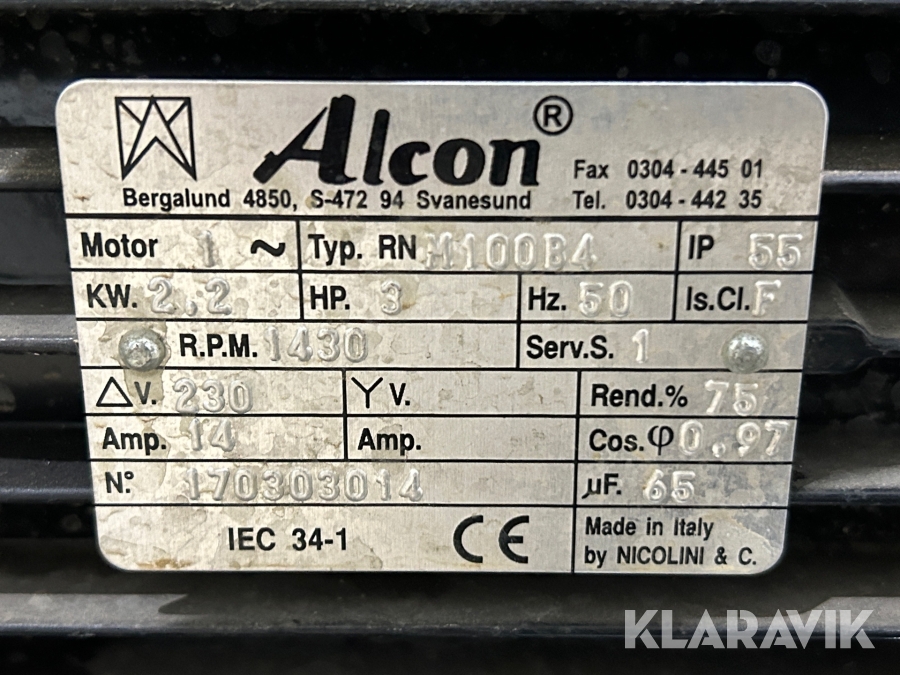 Alcon®
Fax 0304-445 01
Bergalund 4850, S-472 94 Svanesund Tel. 0304-442 35
Motor 1 ~ Typ. RN M100B4 IP 55
KW. 2,2 HP. 3 Hz. 50 Is.Cl. F
R.P.M. 1430 Serv.S. 1
△V. 230 Y V. Rend.% 75
Amp. 14 Amp. Cos.φ 0.97
N° 170303014 µF. 65
IEC 34-1 CE Made in Italy
by NICOLINI & C.
KLARAVIK